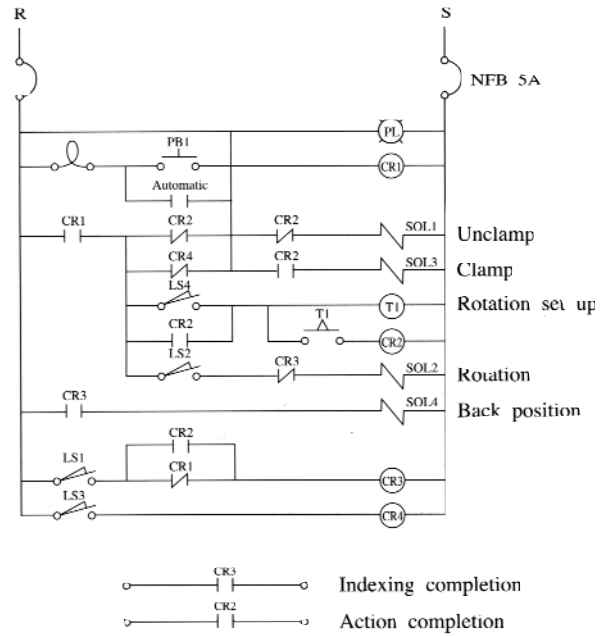 R S
NFB 5A
PL
PB1
CR1
Automatic
CR1 CR2 CR2 SOL1 Unclamp
CR4 CR2 SOL3 Clamp
LS4 T1 Rotation set up
CR2 T1 CR2
LS2 CR3 SOL2 Rotation
CR3 SOL4 Back position
CR2
LS1 CR1 CR3
LS3 CR4
CR3 Indexing completion
CR2 Action completion